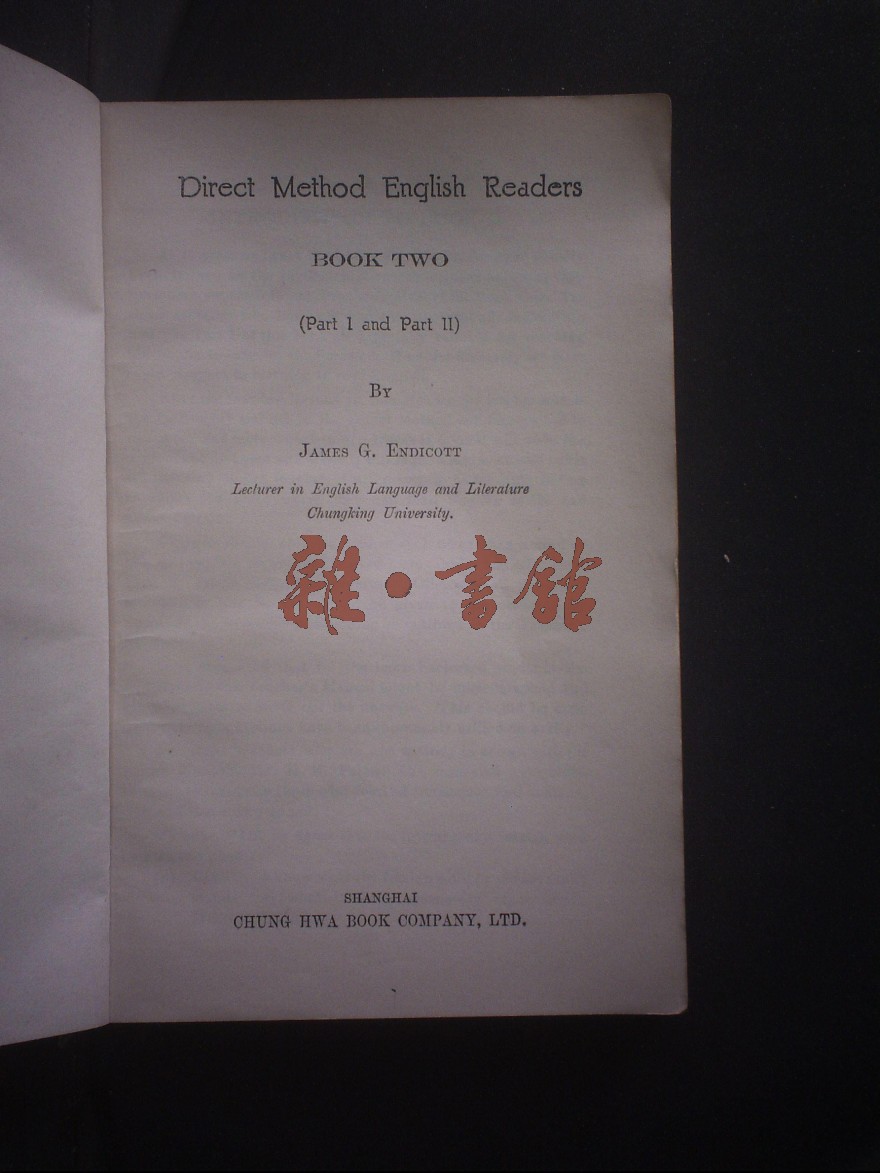 Direct Method English Readers
BOOK TWO
(Part I and Part II)
By
James G. Endicott
Lecturer in English Language and Literature
Chungking University.
雜·書館
SHANGHAI
CHUNG HWA BOOK COMPANY, LTD.